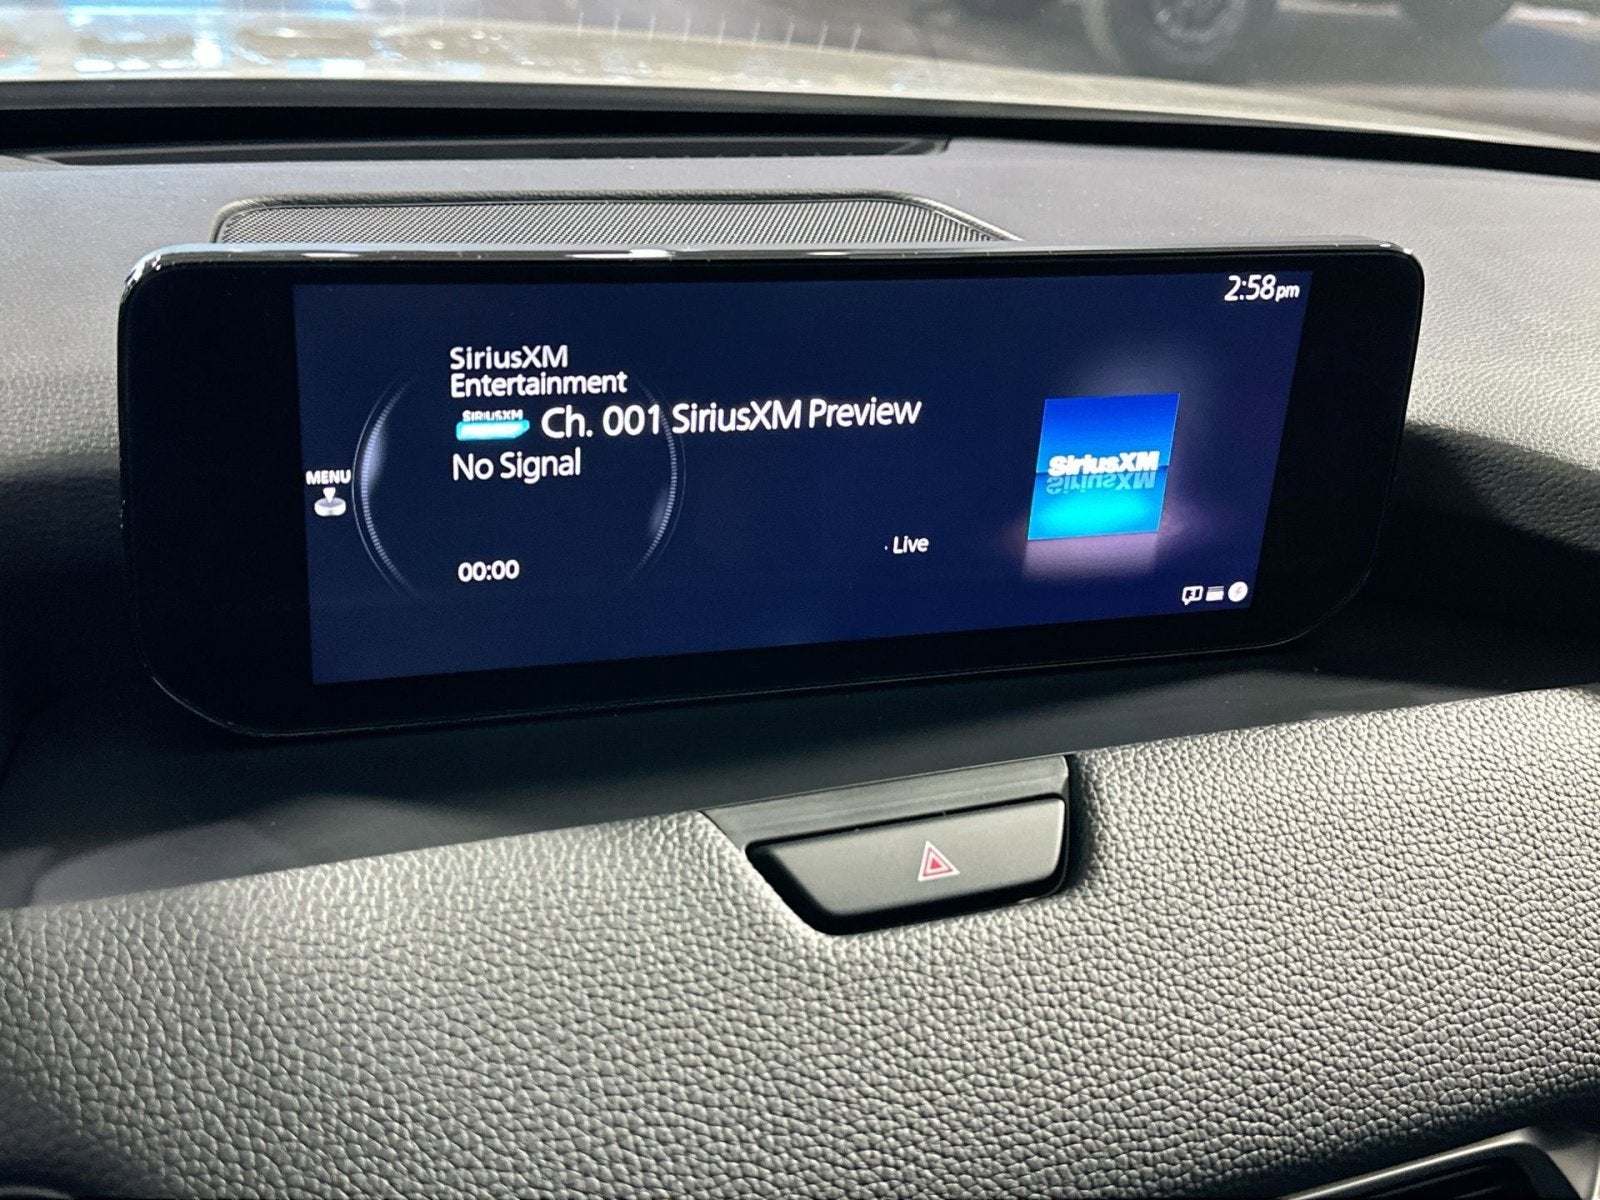 2:58pm
SiriusXM
Entertainment
SIRIUSXM
Ch. 001 SiriusXM Preview
No Signal
MENU
SiriusXM
· Live
00:00